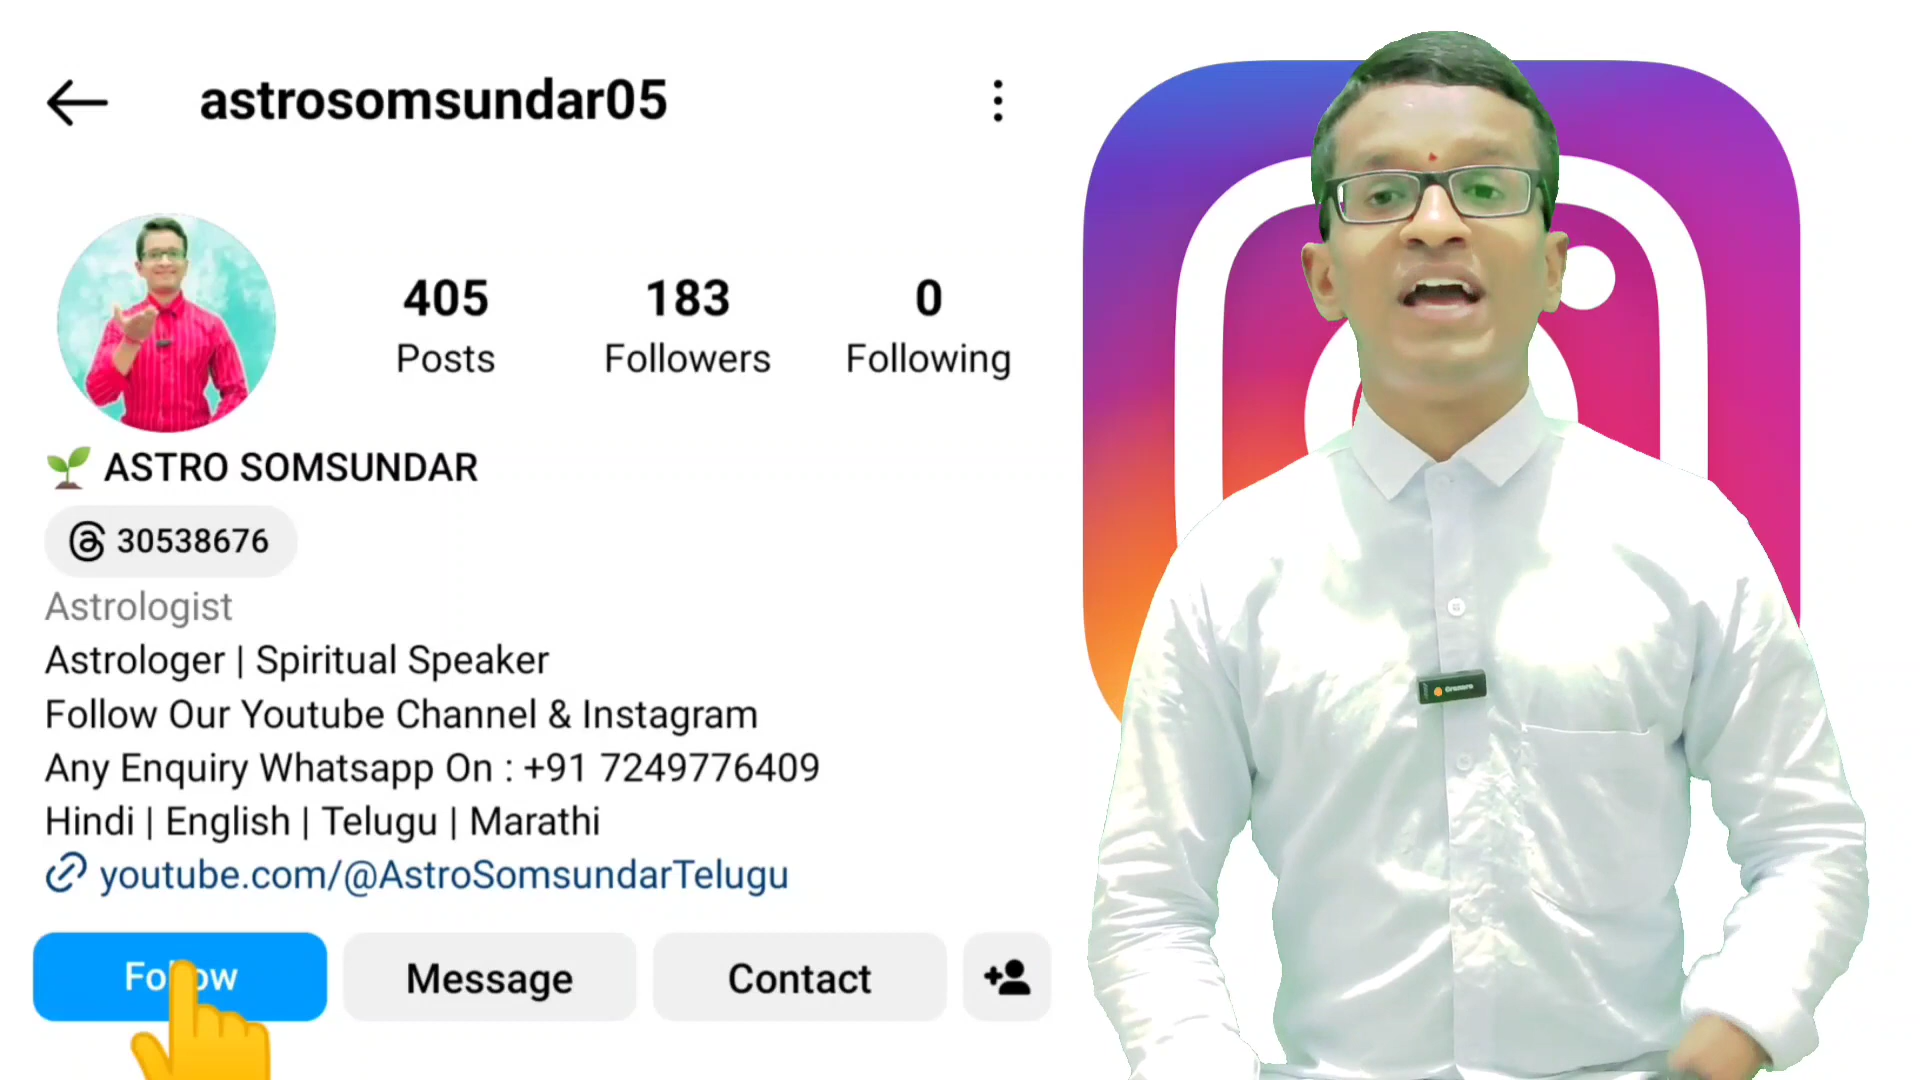 astrosomsundar05
405 183 0
Posts Followers Following
🌱 ASTRO SOMSUNDAR
30538676
Astrologist
Astrologer | Spiritual Speaker
Follow Our Youtube Channel & Instagram
Any Enquiry Whatsapp On : +91 7249776409
Hindi | English | Telugu | Marathi
youtube.com/@AstroSomsundarTelugu
Follow Message Contact